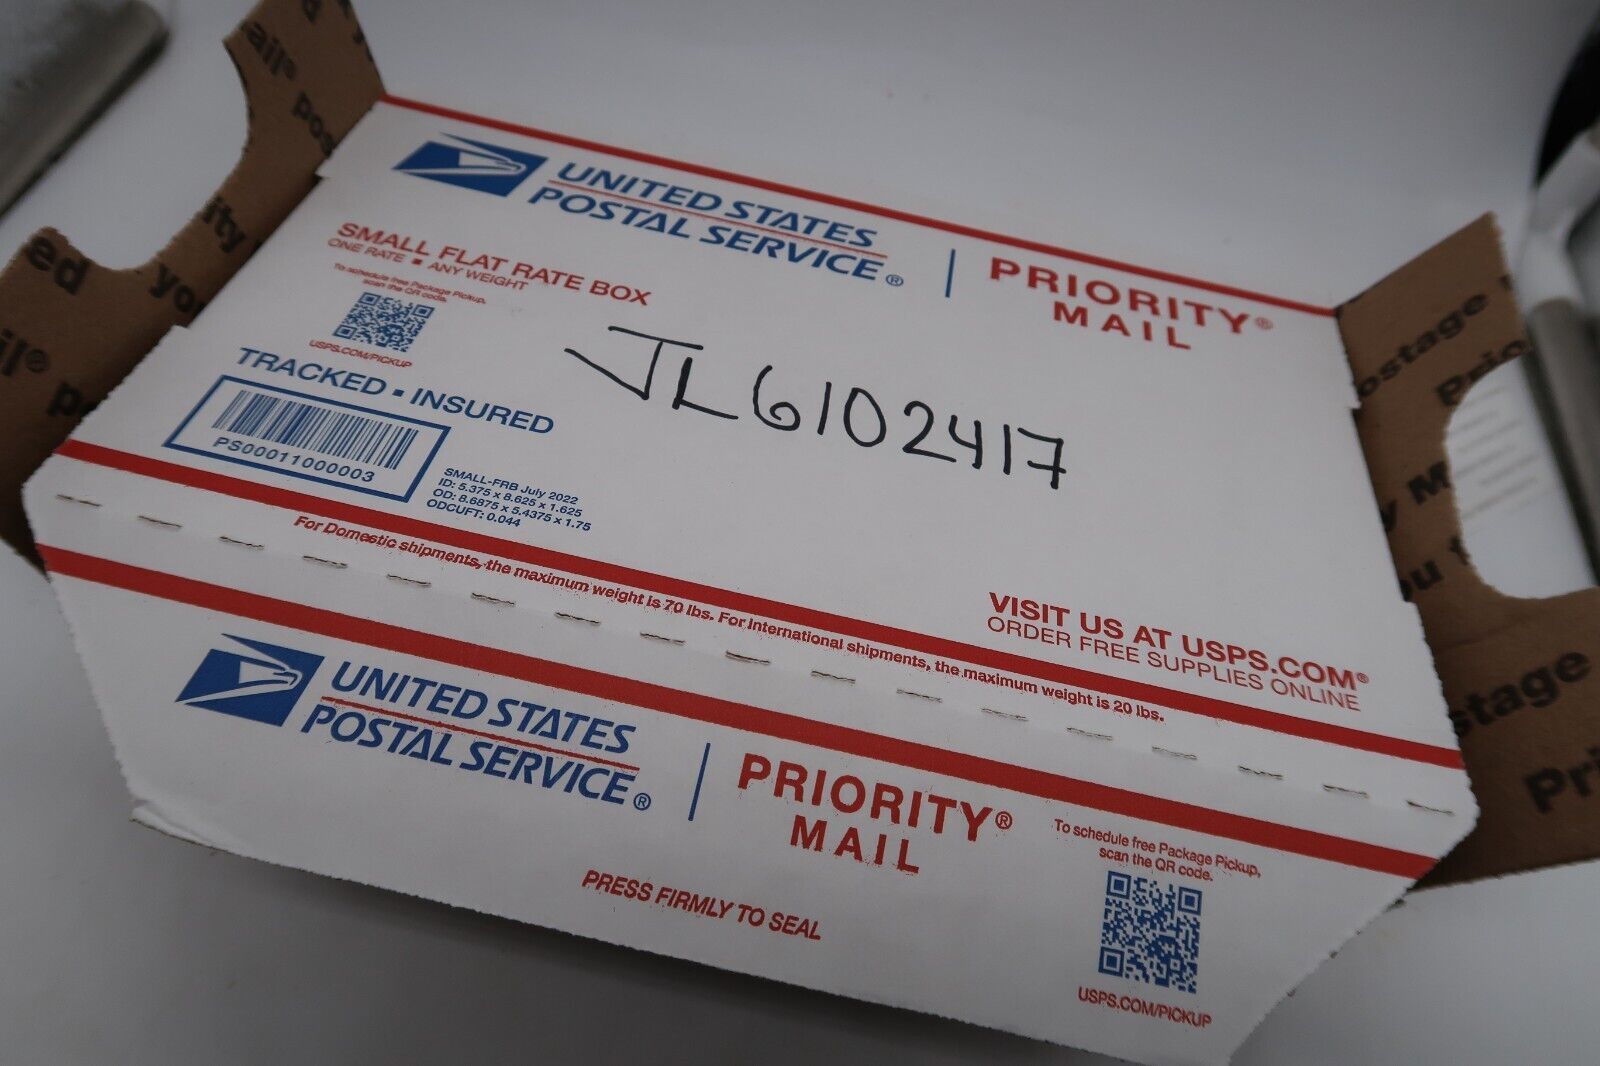 UNITED STATES
POSTAL SERVICE®
PRIORITY®
MAIL
SMALL FLAT RATE BOX
ONE RATE ▪ ANY WEIGHT
To schedule free Package Pickup,
scan the QR code.
USPS.COM/PICKUP
JL6102417
TRACKED ▪ INSURED
PS00011000003
SMALL-FRB July 2022
ID: 5.375 x 8.625 x 1.625
OD: 8.6875 x 5.4375 x 1.75
ODCUFT: 0.044
VISIT US AT USPS.COM®
ORDER FREE SUPPLIES ONLINE
For Domestic shipments, the maximum weight is 70 lbs. For International shipments, the maximum weight is 20 lbs.
UNITED STATES
POSTAL SERVICE®
PRIORITY®
MAIL
To schedule free Package Pickup,
scan the QR code.
USPS.COM/PICKUP
PRESS FIRMLY TO SEAL